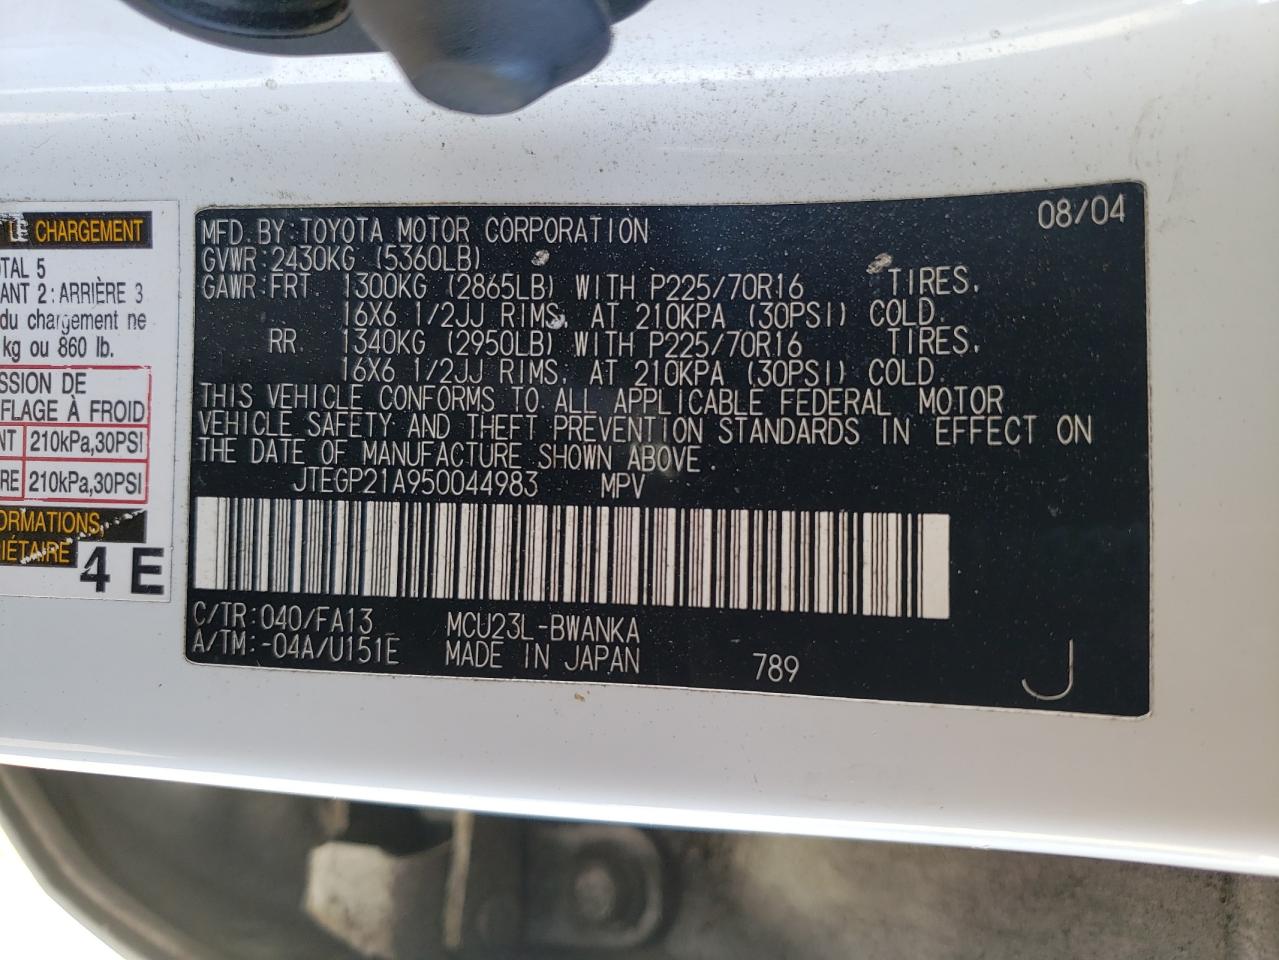 LE CHARGEMENT
OTAL 5
ANT 2: ARRIÈRE 3
du chargement ne
kg ou 860 lb.
SSION DE
FLAGE À FROID
NT 210kPa,30PSI
RE 210kPa,30PSI
ORMATIONS,
IÉTAIRE
4 E
08/04
MFD.BY:TOYOTA MOTOR CORPORATION
GVWR:2430KG (5360LB)
GAWR:FRT. 1300KG (2865LB) WITH P225/70R16 TIRES,
16X6 1/2JJ RIMS, AT 210KPA (30PSI) COLD.
RR 1340KG (2950LB) WITH P225/70R16 TIRES,
16X6 1/2JJ RIMS, AT 210KPA (30PSI) COLD.
THIS VEHICLE CONFORMS TO ALL APPLICABLE FEDERAL MOTOR
VEHICLE SAFETY AND THEFT PREVENTION STANDARDS IN EFFECT ON
THE DATE OF MANUFACTURE SHOWN ABOVE.
JTEGP21A950044983 MPV
C/TR:040/FA13 MCU23L-BWANKA
A/TM:-04A/U151E MADE IN JAPAN 789 J